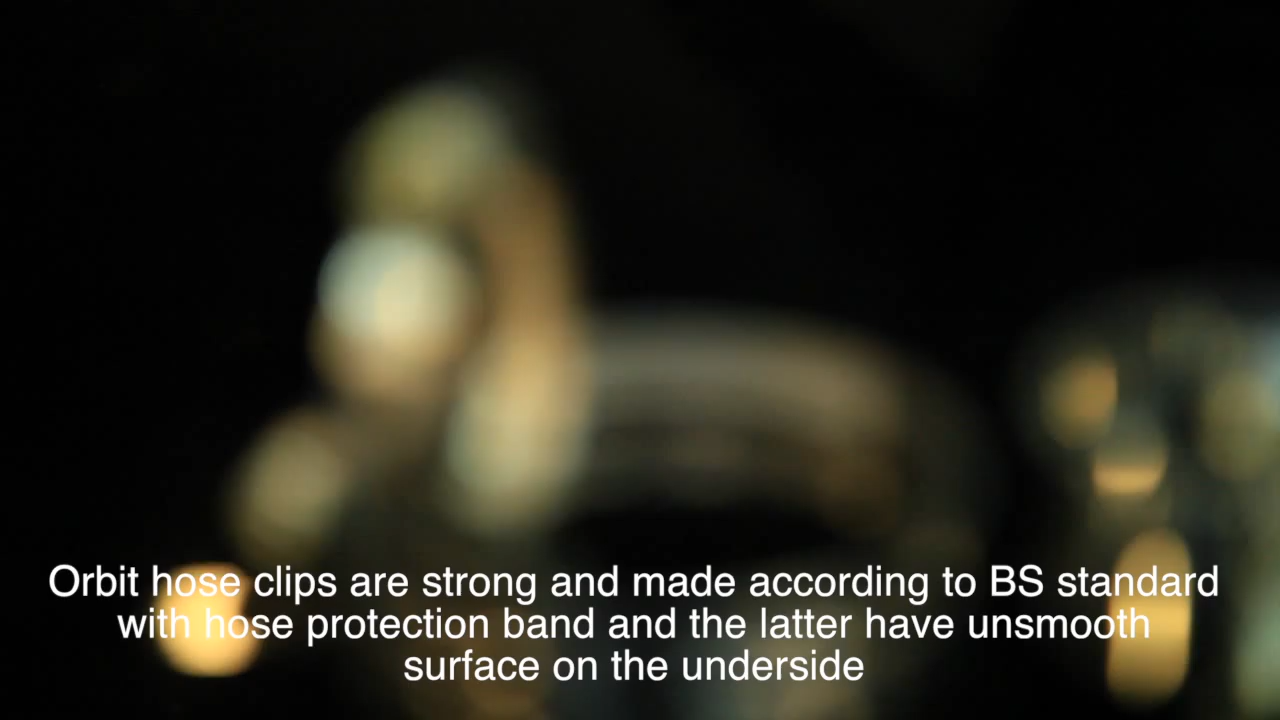 Orbit hose clips are strong and made according to BS standard
with hose protection band and the latter have unsmooth
surface on the underside